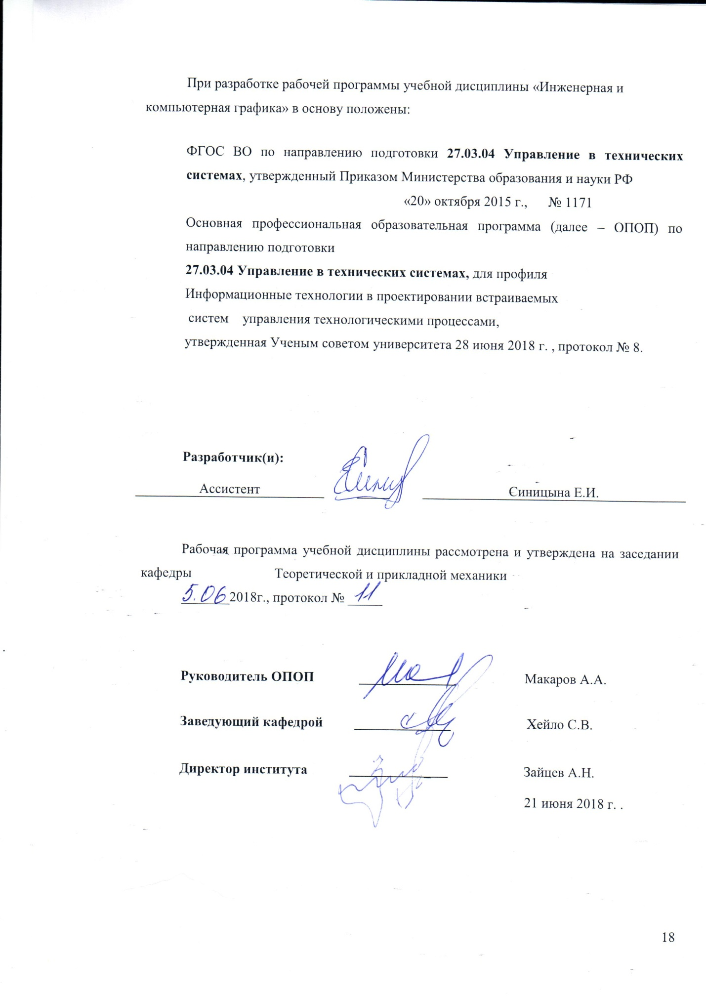 При разработке рабочей программы учебной дисциплины «Инженерная и
компьютерная графика» в основу положены:
ФГОС ВО по направлению подготовки 27.03.04 Управление в технических
системах, утвержденный Приказом Министерства образования и науки РФ
«20» октября 2015 г., № 1171
Основная профессиональная образовательная программа (далее – ОПОП) по
направлению подготовки
27.03.04 Управление в технических системах, для профиля
Информационные технологии в проектировании встраиваемых
систем управления технологическими процессами,
утвержденная Ученым советом университета 28 июня 2018 г. , протокол № 8.
Разработчик(и):
Ассистент Синицына Е.И.
Рабочая программа учебной дисциплины рассмотрена и утверждена на заседании
кафедры Теоретической и прикладной механики
5.06 2018г., протокол № 11
Руководитель ОПОП Макаров А.А.
Заведующий кафедрой Хейло С.В.
Директор института Зайцев А.Н.
21 июня 2018 г. .
18